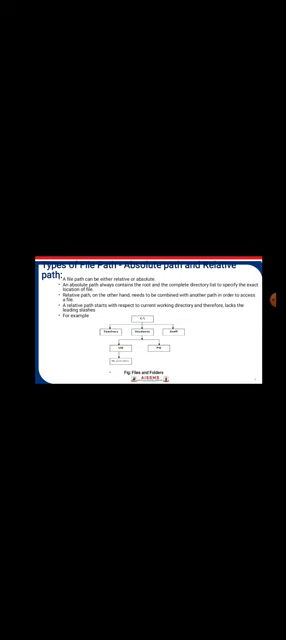 Types of File Path - Absolute path and Relative
path:
• A file path can be either relative or absolute.
• An absolute path always contains the root and the complete directory list to specify the exact
location of file.
• Relative path, on the other hand, needs to be combined with another path in order to access
a file.
• A relative path starts with respect to current working directory and therefore, lacks the
leading slashes
• For example
Teachers Students Staff
UG PG
Fig: Files and Folders
AISSMS